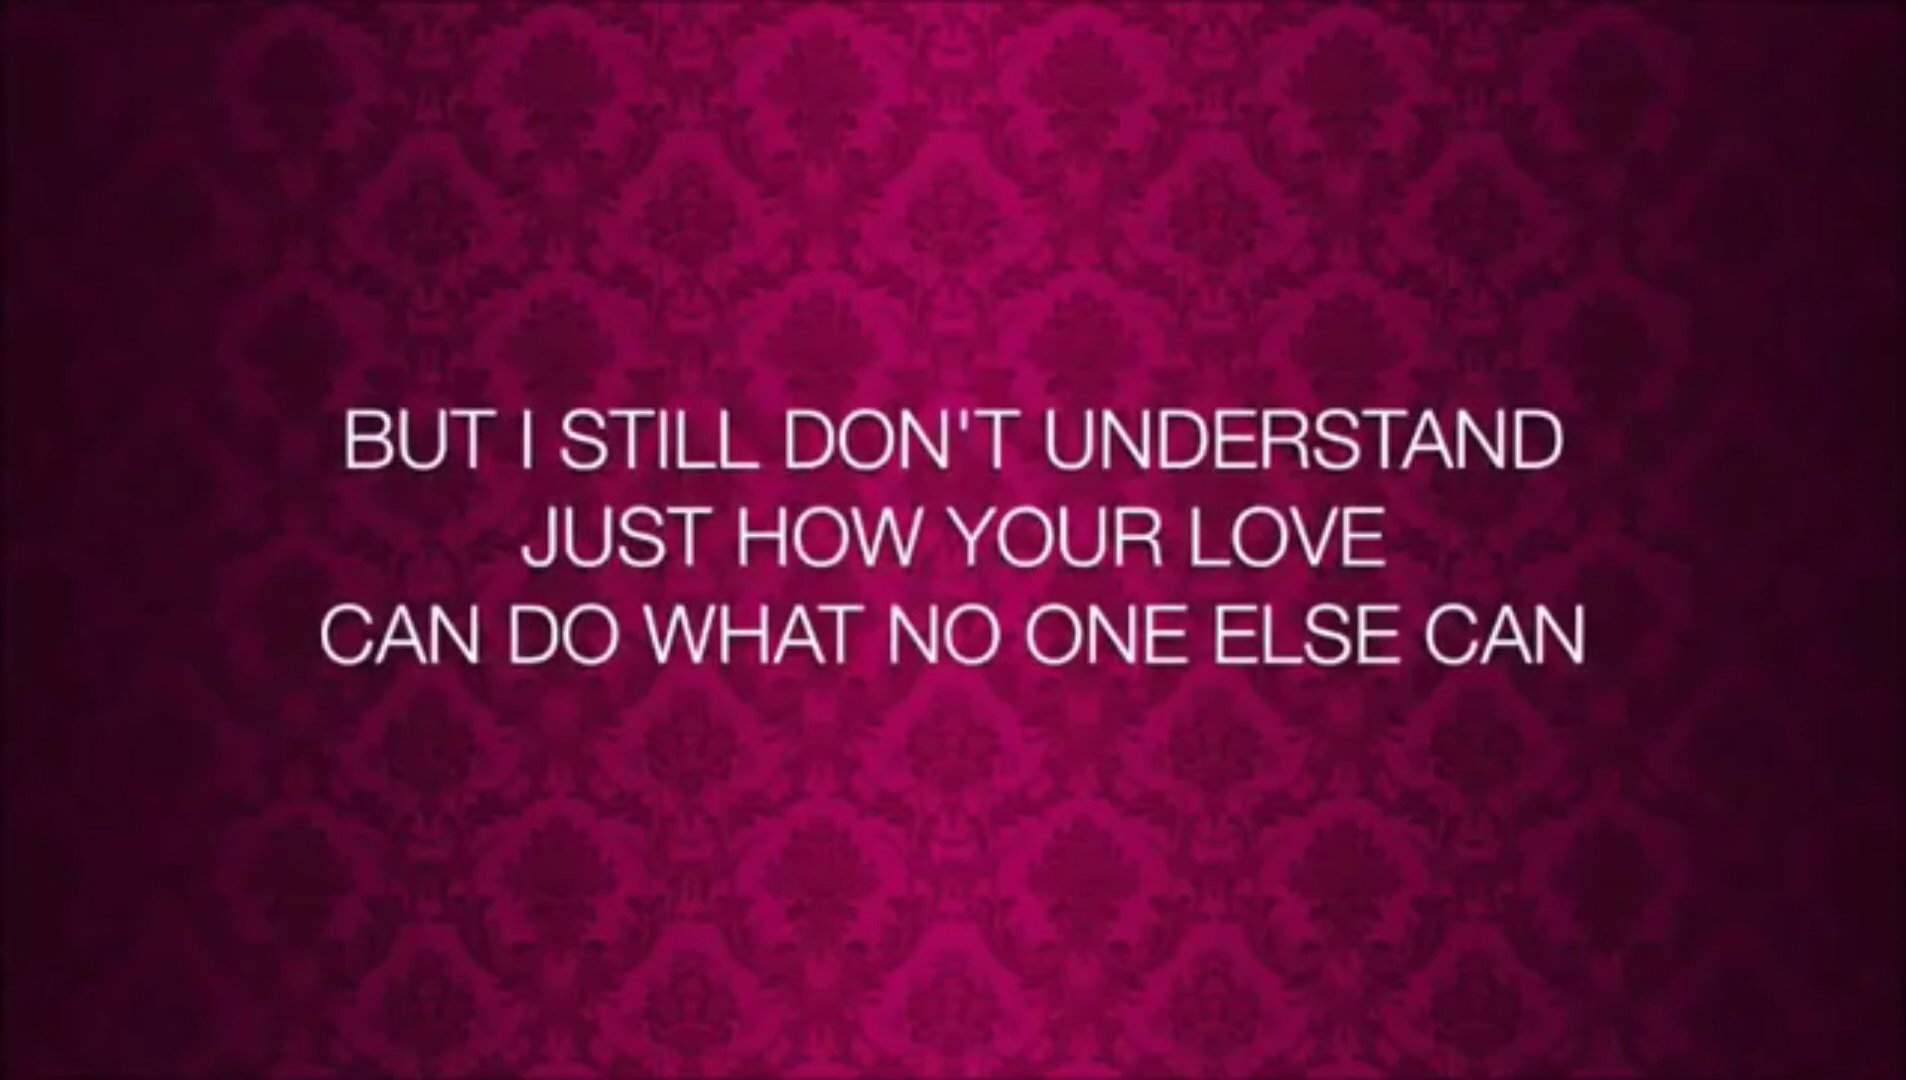 BUT I STILL DON'T UNDERSTAND
JUST HOW YOUR LOVE
CAN DO WHAT NO ONE ELSE CAN